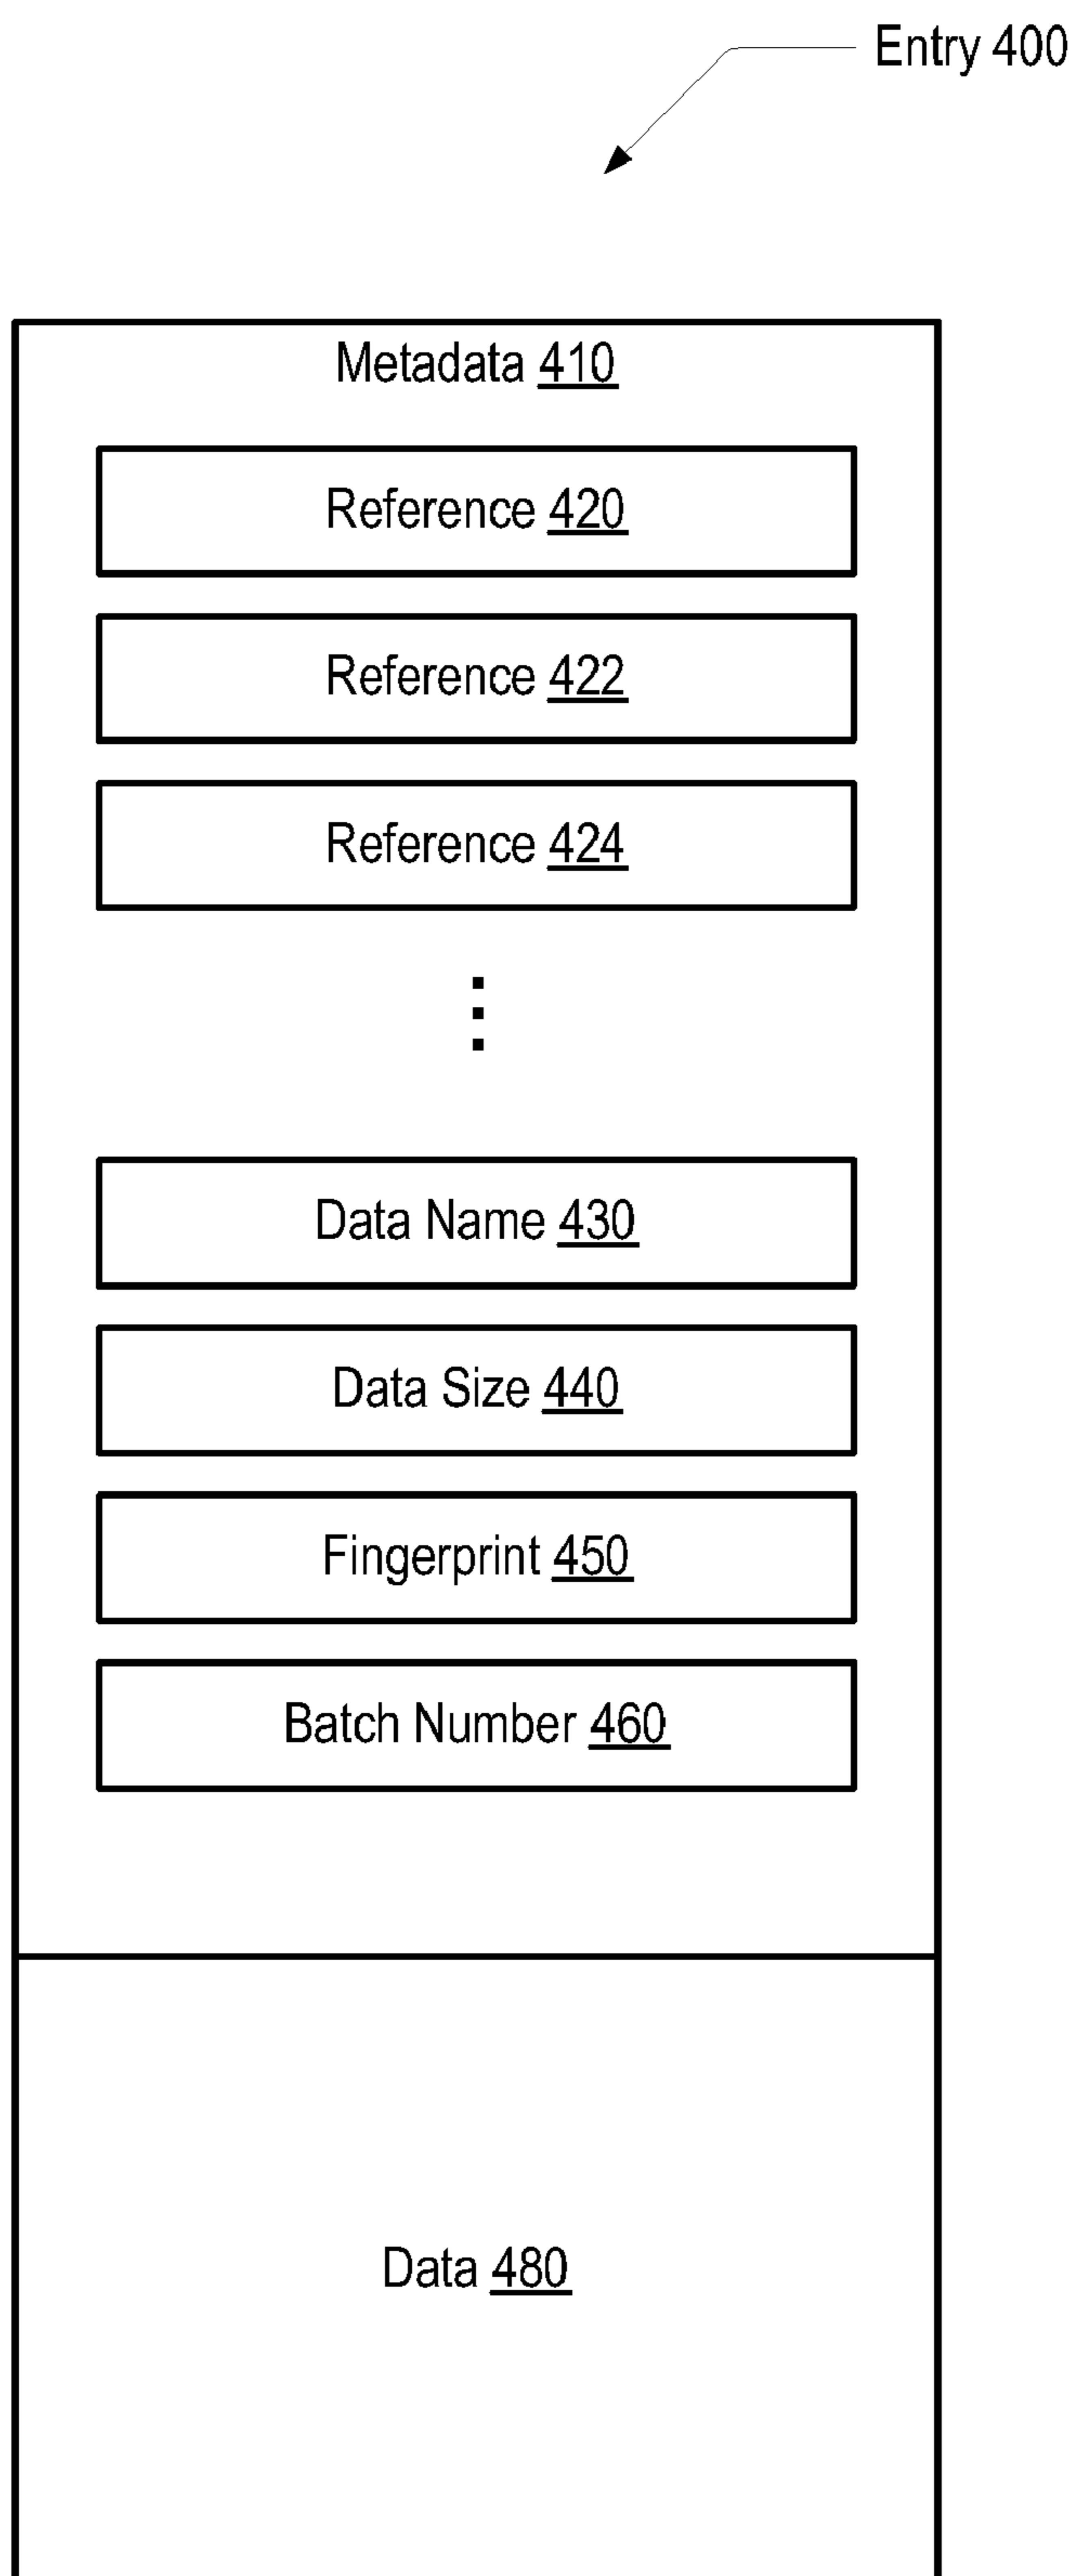 Entry 400
Metadata 410
Reference 420
Reference 422
Reference 424
Data Name 430
Data Size 440
Fingerprint 450
Batch Number 460
Data 480